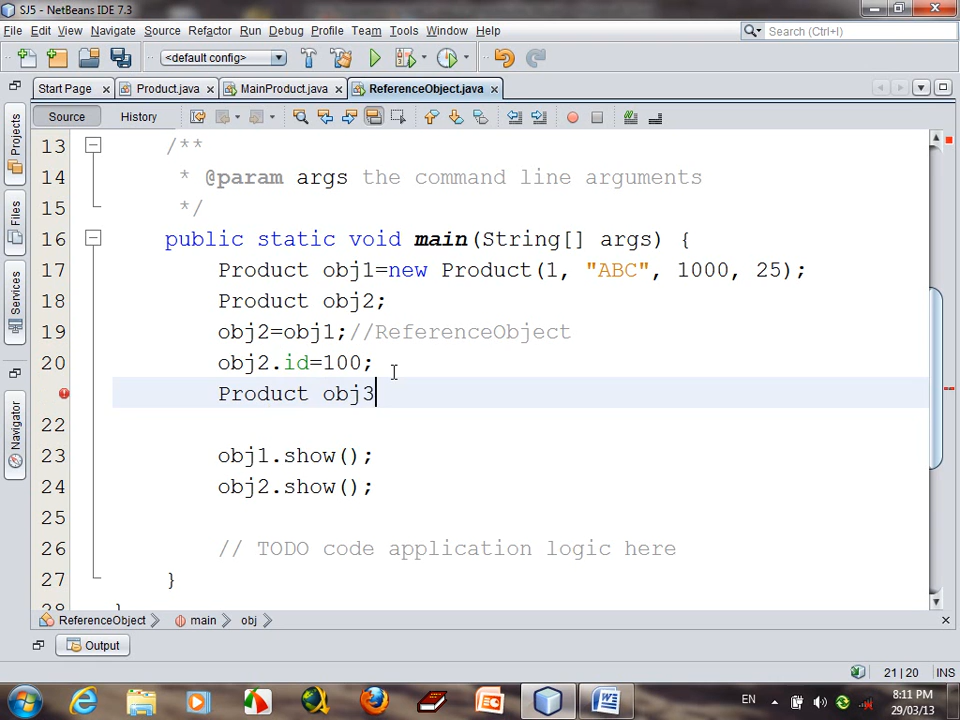 SJ5 - NetBeans IDE 7.3
File Edit View Navigate Source Refactor Run Debug Profile Team Tools Window Help
Search (Ctrl+I)
<default config>
Start Page Product.java MainProduct.java ReferenceObject.java
Source History
Projects
Files
Services
Navigator
13 /**
14 * @param args the command line arguments
15 */
16 public static void main(String[] args) {
17 Product obj1=new Product(1, "ABC", 1000, 25);
18 Product obj2;
19 obj2=obj1;//ReferenceObject
20 obj2.id=100;
Product obj3
22
23 obj1.show();
24 obj2.show();
25
26 // TODO code application logic here
27 }
28 }
ReferenceObject main obj
Output
21 | 20 INS
EN 8:11 PM
29/03/13